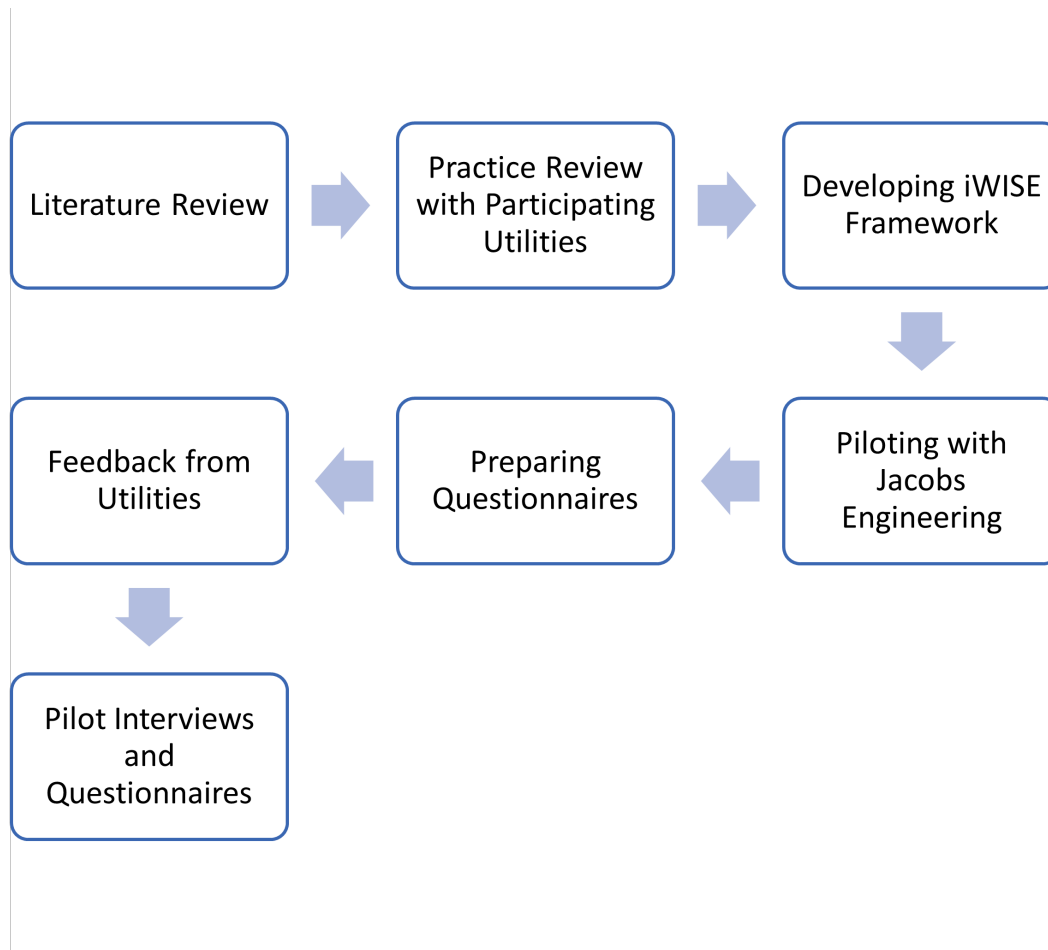 Literature Review
Practice Review
with Participating
Utilities
Developing iWISE
Framework
Piloting with
Jacobs
Engineering
Preparing
Questionnaires
Feedback from
Utilities
Pilot Interviews
and
Questionnaires